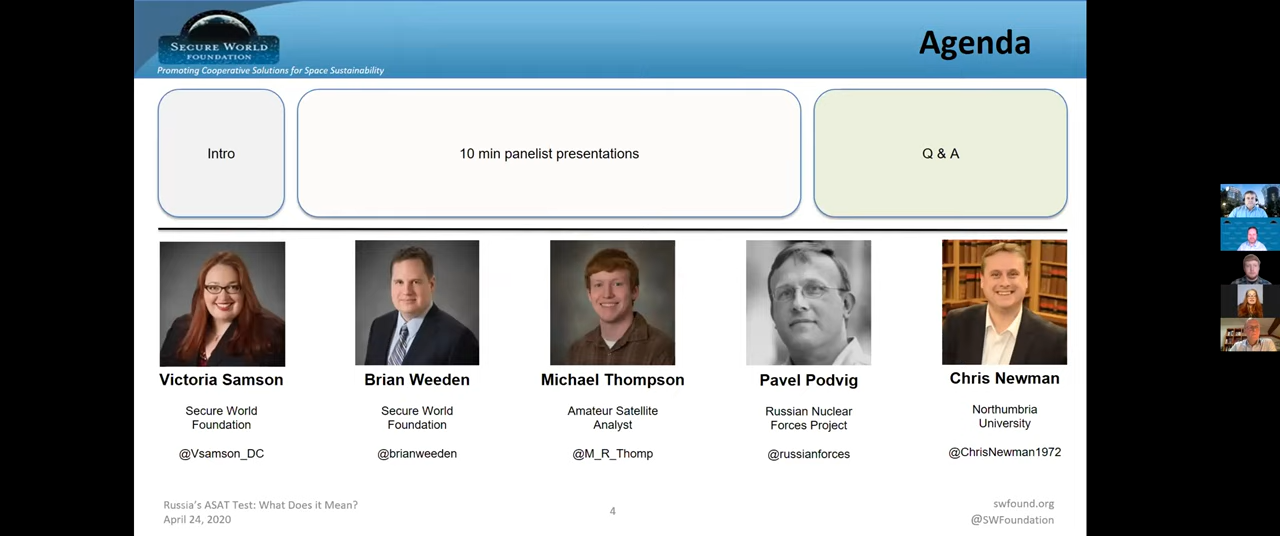 SECURE WORLD
FOUNDATION
Promoting Cooperative Solutions for Space Sustainability
Agenda
Intro
10 min panelist presentations
Q & A
Victoria Samson
Secure World
Foundation
@Vsamson_DC
Brian Weeden
Secure World
Foundation
@brianweeden
Michael Thompson
Amateur Satellite
Analyst
@M_R_Thomp
Pavel Podvig
Russian Nuclear
Forces Project
@russianforces
Chris Newman
Northumbria
University
@ChrisNewman1972
Russia's ASAT Test: What Does it Mean?
April 24, 2020
4
swfound.org
@SWFoundation